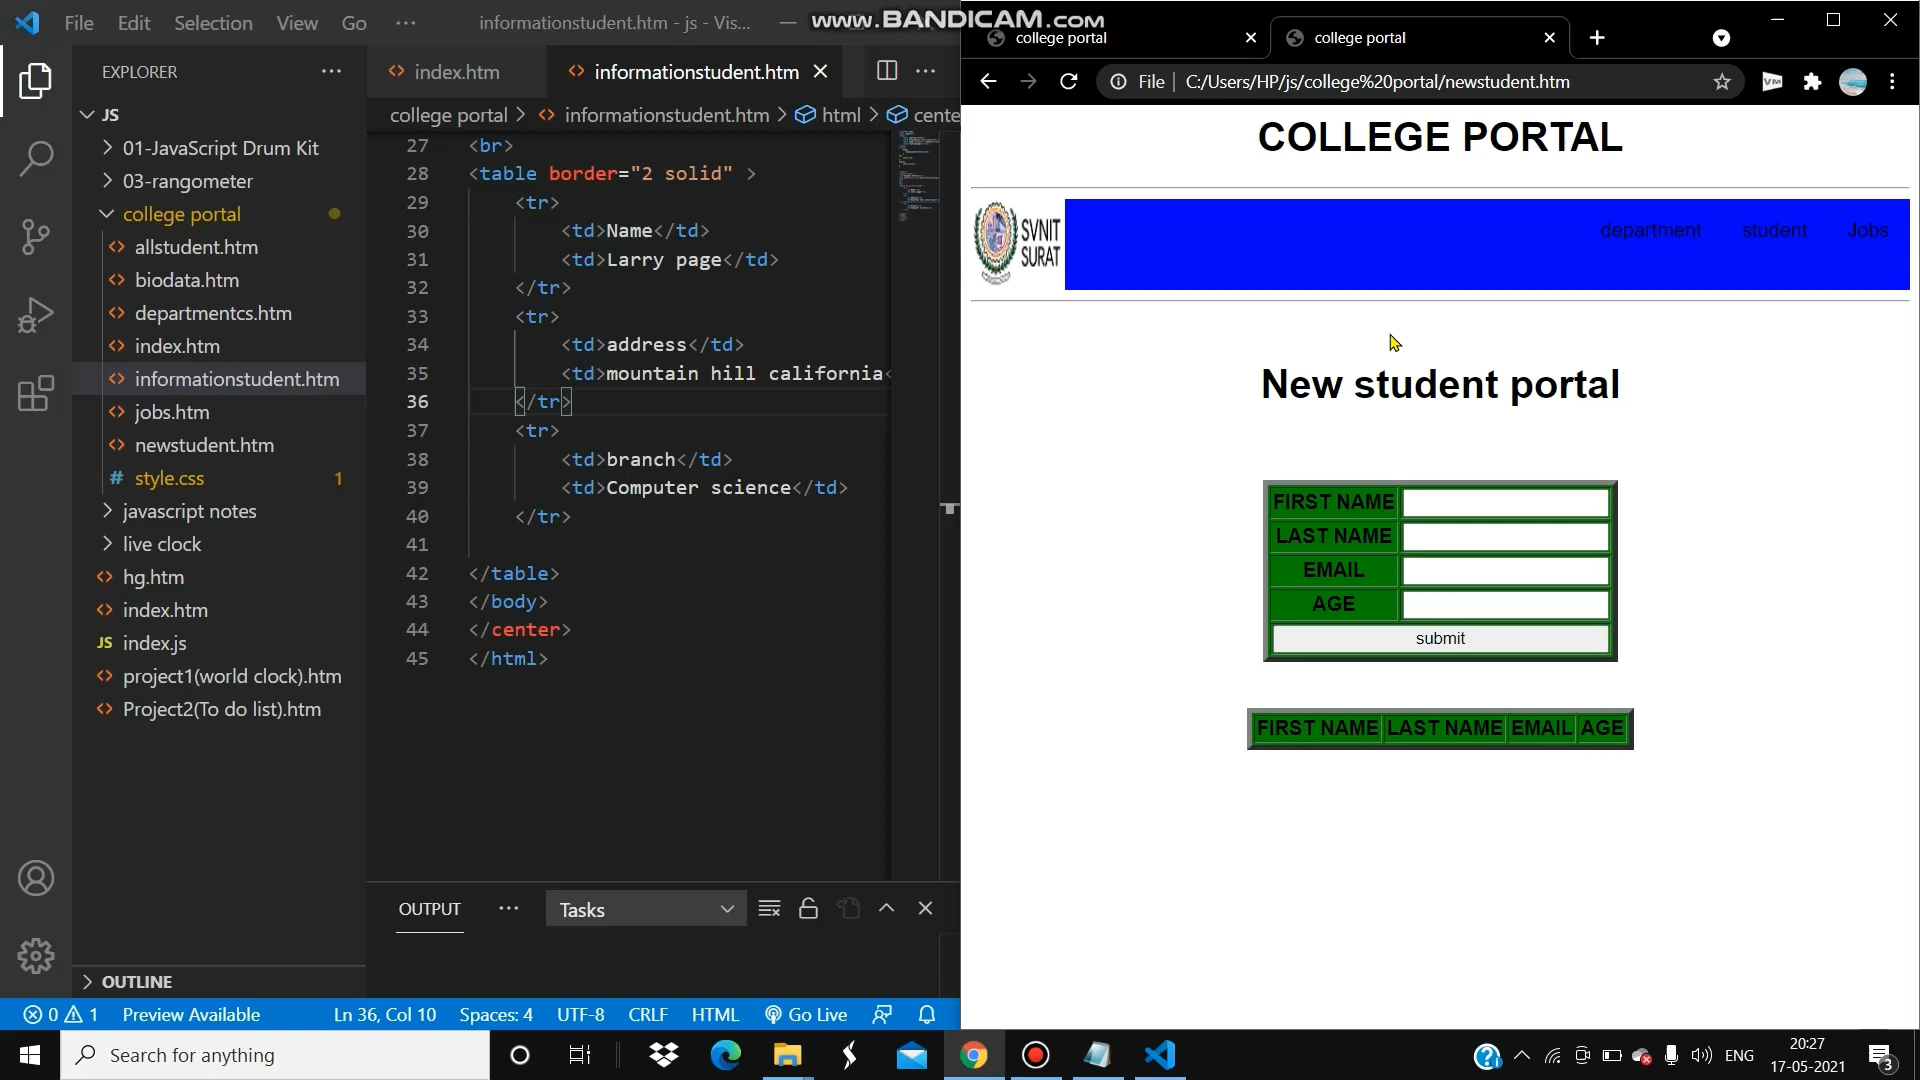 File Edit Selection View Go ··· informationstudent.htm - js - Vis...
www.BANDICAM.COM
EXPLORER ···
JS
01-JavaScript Drum Kit
03-rangometer
college portal
allstudent.htm
biodata.htm
departmentcs.htm
index.htm
informationstudent.htm
jobs.htm
newstudent.htm
# style.css 1
javascript notes
live clock
hg.htm
index.htm
JS index.js
project1(world clock).htm
Project2(To do list).htm
OUTLINE
index.htm informationstudent.htm
college portal > informationstudent.htm > html > cente
27 <br>
28 <table border="2 solid" >
29 <tr>
30 <td>Name</td>
31 <td>Larry page</td>
32 </tr>
33 <tr>
34 <td>address</td>
35 <td>mountain hill california<
36 </tr>
37 <tr>
38 <td>branch</td>
39 <td>Computer science</td>
40 </tr>
41
42 </table>
43 </body>
44 </center>
45 </html>
OUTPUT ··· Tasks
0 1 Preview Available Ln 36, Col 10 Spaces: 4 UTF-8 CRLF HTML Go Live
college portal college portal
File | C:/Users/HP/js/college%20portal/newstudent.htm
VM
COLLEGE PORTAL
SVNIT
SURAT
department student Jobs
New student portal
FIRST NAME
LAST NAME
EMAIL
AGE
submit
FIRST NAME LAST NAME EMAIL AGE
Search for anything
ENG
20:27
17-05-2021
3